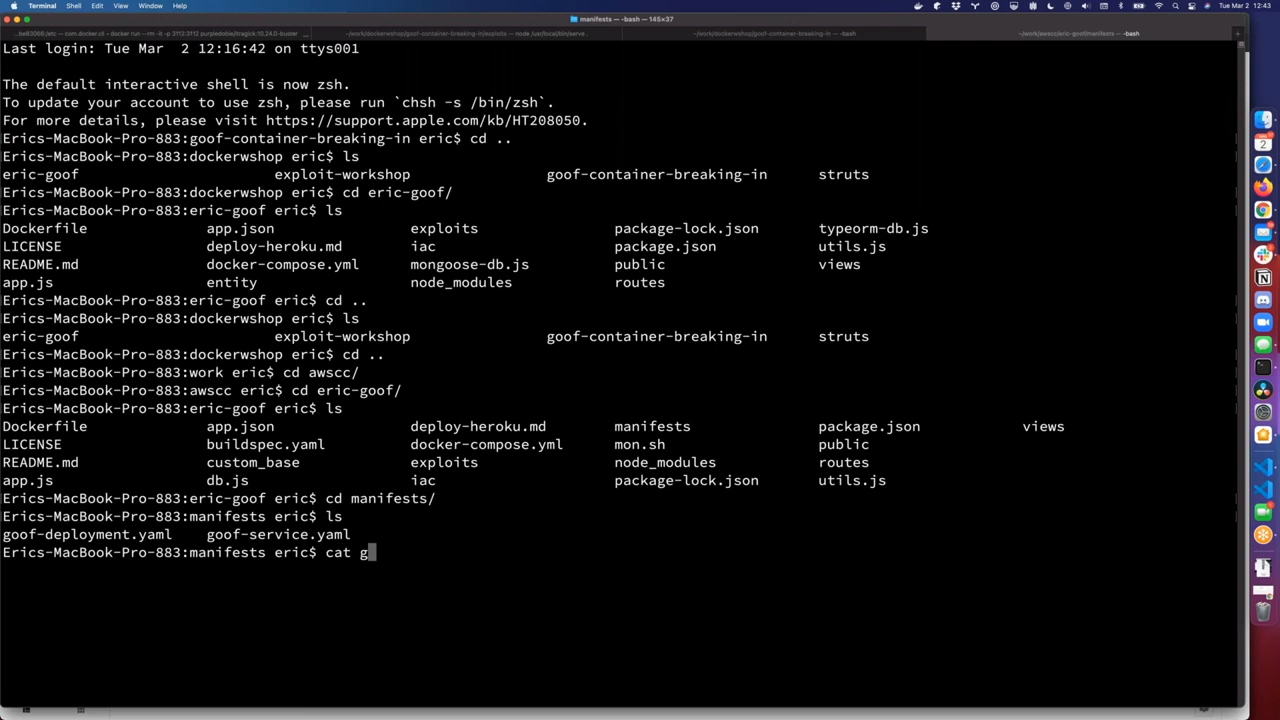 Terminal Shell Edit View Window Help Tue Mar 2 12:43
manifests — -bash — 145×37
~/work/dockerwshop/goof-container-breaking-in — -bash ~/work/awscc/eric-goof/manifests — -bash
Last login: Tue Mar  2 12:16:42 on ttys001
The default interactive shell is now zsh.
To update your account to use zsh, please run `chsh -s /bin/zsh`.
For more details, please visit https://support.apple.com/kb/HT208050.
Erics-MacBook-Pro-883:goof-container-breaking-in eric$ cd ..
Erics-MacBook-Pro-883:dockerwshop eric$ ls
eric-goof exploit-workshop goof-container-breaking-in struts
Erics-MacBook-Pro-883:dockerwshop eric$ cd eric-goof/
Erics-MacBook-Pro-883:eric-goof eric$ ls
Dockerfile app.json exploits package-lock.json typeorm-db.js
LICENSE deploy-heroku.md iac package.json utils.js
README.md docker-compose.yml mongoose-db.js public views
app.js entity node_modules routes
Erics-MacBook-Pro-883:eric-goof eric$ cd ..
Erics-MacBook-Pro-883:dockerwshop eric$ ls
eric-goof exploit-workshop goof-container-breaking-in struts
Erics-MacBook-Pro-883:dockerwshop eric$ cd ..
Erics-MacBook-Pro-883:work eric$ cd awscc/
Erics-MacBook-Pro-883:awscc eric$ cd eric-goof/
Erics-MacBook-Pro-883:eric-goof eric$ ls
Dockerfile app.json deploy-heroku.md manifests package.json views
LICENSE buildspec.yaml docker-compose.yml mon.sh public
README.md custom_base exploits node_modules routes
app.js db.js iac package-lock.json utils.js
Erics-MacBook-Pro-883:eric-goof eric$ cd manifests/
Erics-MacBook-Pro-883:manifests eric$ ls
goof-deployment.yaml goof-service.yaml
Erics-MacBook-Pro-883:manifests eric$ cat g